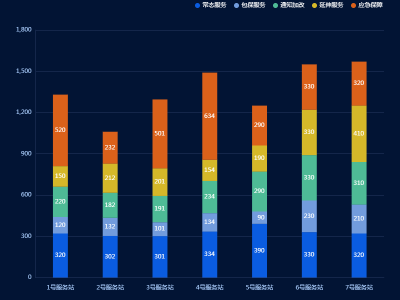 常态服务 包保服务 通知加改 延伸服务 应急保障
1,800
1,500
1,200
900
600
300
0
520 232 501 634 290 330 320
150 212 201 154 190 330 410
220 182 191 234 290 330 310
120 132 101 134 90 230 210
320 302 301 334 390 330 320
1号服务站 2号服务站 3号服务站 4号服务站 5号服务站 6号服务站 7号服务站